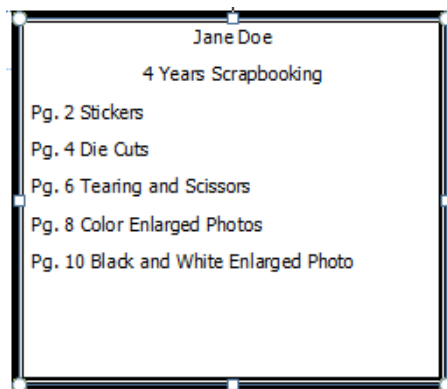 Jane Doe
4 Years Scrapbooking
Pg. 2 Stickers
Pg. 4 Die Cuts
Pg. 6 Tearing and Scissors
Pg. 8 Color Enlarged Photos
Pg. 10 Black and White Enlarged Photo